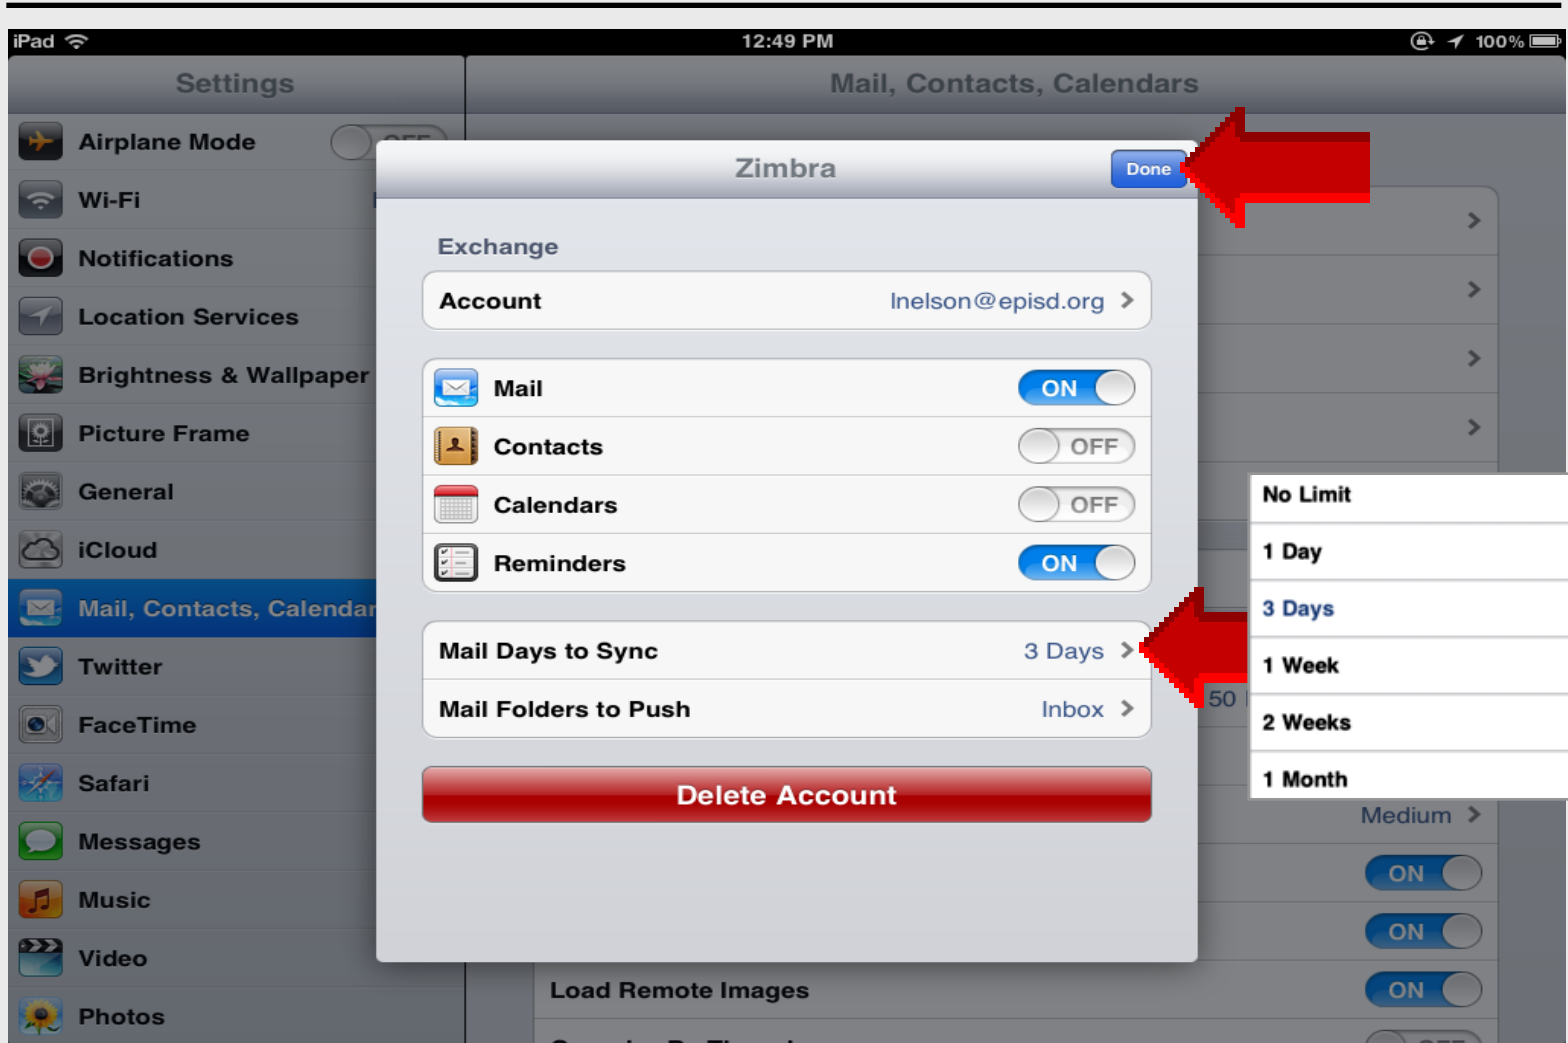 iPad 12:49 PM 100%
Settings
Mail, Contacts, Calendars
Airplane Mode OFF
Wi-Fi
Notifications
Location Services
Brightness & Wallpaper
Picture Frame
General
iCloud
Mail, Contacts, Calendar
Twitter
FaceTime
Safari
Messages
Music
Video
Photos
Zimbra Done
Exchange
Account lnelson@episd.org
Mail ON
Contacts OFF
Calendars OFF
Reminders ON
Mail Days to Sync 3 Days
Mail Folders to Push Inbox
Delete Account
No Limit
1 Day
3 Days
1 Week
2 Weeks
1 Month
50
Medium
ON
ON
Load Remote Images ON
OFF